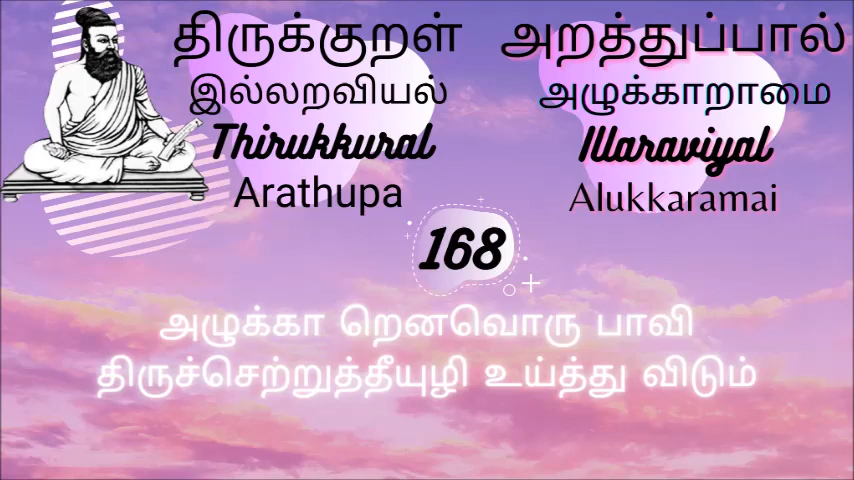 திருக்குறள்
இல்லறவியல்
Thirukkural
Arathupa
அறத்துப்பால்
அழுக்காறாமை
Illaraviyal
Alukkaramai
168
அழுக்கா றெனவொரு பாவி
திருச்செற்றுத்தீயுழி உய்த்து விடும்